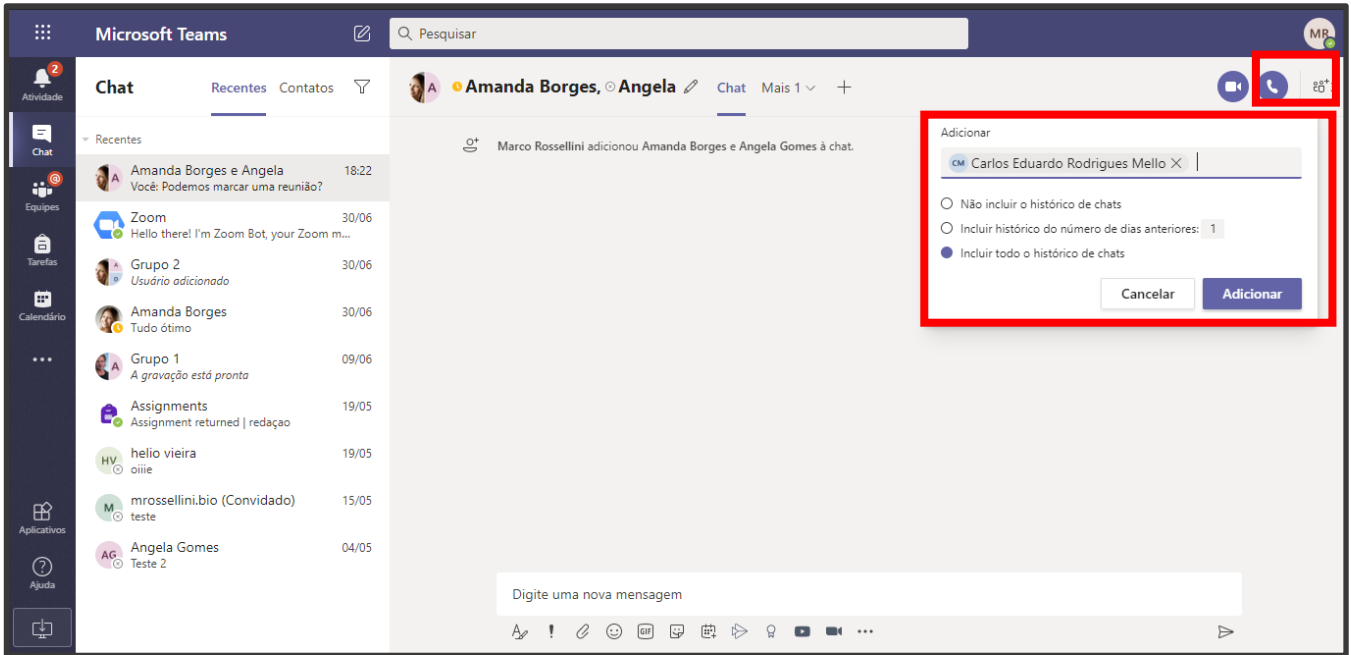 Microsoft Teams
Pesquisar
MR
2
Atividade
Chat
@
Equipes
Tarefas
Calendário
Aplicativos
Ajuda
Chat
Recentes
Contatos
Recentes
A
Amanda Borges e Angela
18:22
Você: Podemos marcar uma reunião?
Zoom
30/06
Hello there! I'm Zoom Bot, your Zoom m...
Grupo 2
30/06
Usuário adicionado
Amanda Borges
30/06
Tudo ótimo
A
Grupo 1
09/06
A gravação está pronta
Assignments
19/05
Assignment returned | redaçao
HV
helio vieira
19/05
oiiie
M
mrossellini.bio (Convidado)
15/05
teste
AG
Angela Gomes
04/05
Teste 2
A
Amanda Borges, Angela
Chat
Mais 1
Marco Rossellini adicionou Amanda Borges e Angela Gomes à chat.
Adicionar
CM Carlos Eduardo Rodrigues Mello
Não incluir o histórico de chats
Incluir histórico do número de dias anteriores: 1
Incluir todo o histórico de chats
Cancelar
Adicionar
Digite uma nova mensagem
GIF